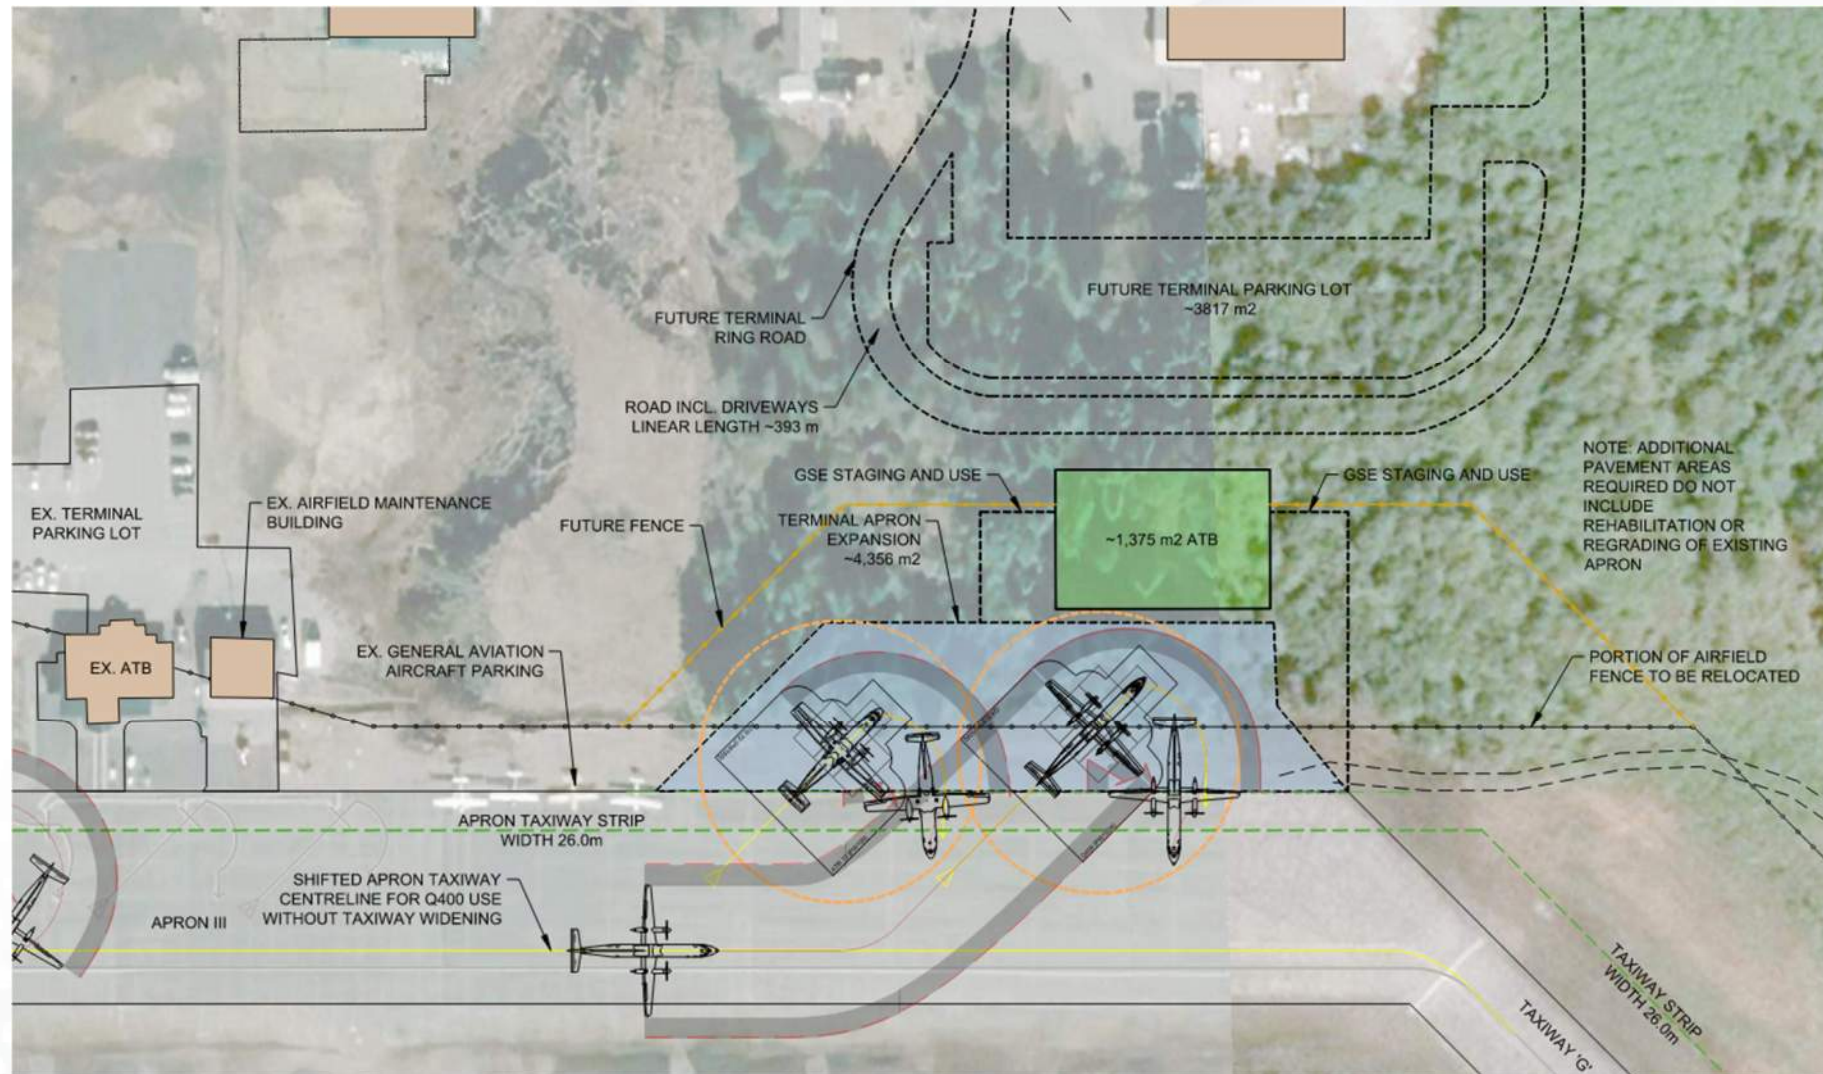 FUTURE TERMINAL PARKING LOT
~3817 m2
FUTURE TERMINAL
RING ROAD
ROAD INCL. DRIVEWAYS
LINEAR LENGTH ~393 m
GSE STAGING AND USE
GSE STAGING AND USE
NOTE: ADDITIONAL
PAVEMENT AREAS
REQUIRED DO NOT
INCLUDE
REHABILITATION OR
REGRADING OF EXISTING
APRON
EX. TERMINAL
PARKING LOT
EX. AIRFIELD MAINTENANCE
BUILDING
FUTURE FENCE
TERMINAL APRON
EXPANSION
~4,356 m2
~1,375 m2 ATB
EX. ATB
EX. GENERAL AVIATION
AIRCRAFT PARKING
PORTION OF AIRFIELD
FENCE TO BE RELOCATED
APRON TAXIWAY STRIP
WIDTH 26.0m
SHIFTED APRON TAXIWAY
CENTRELINE FOR Q400 USE
WITHOUT TAXIWAY WIDENING
APRON III
TAXIWAY STRIP
WIDTH 26.0m
TAXIWAY 'G'